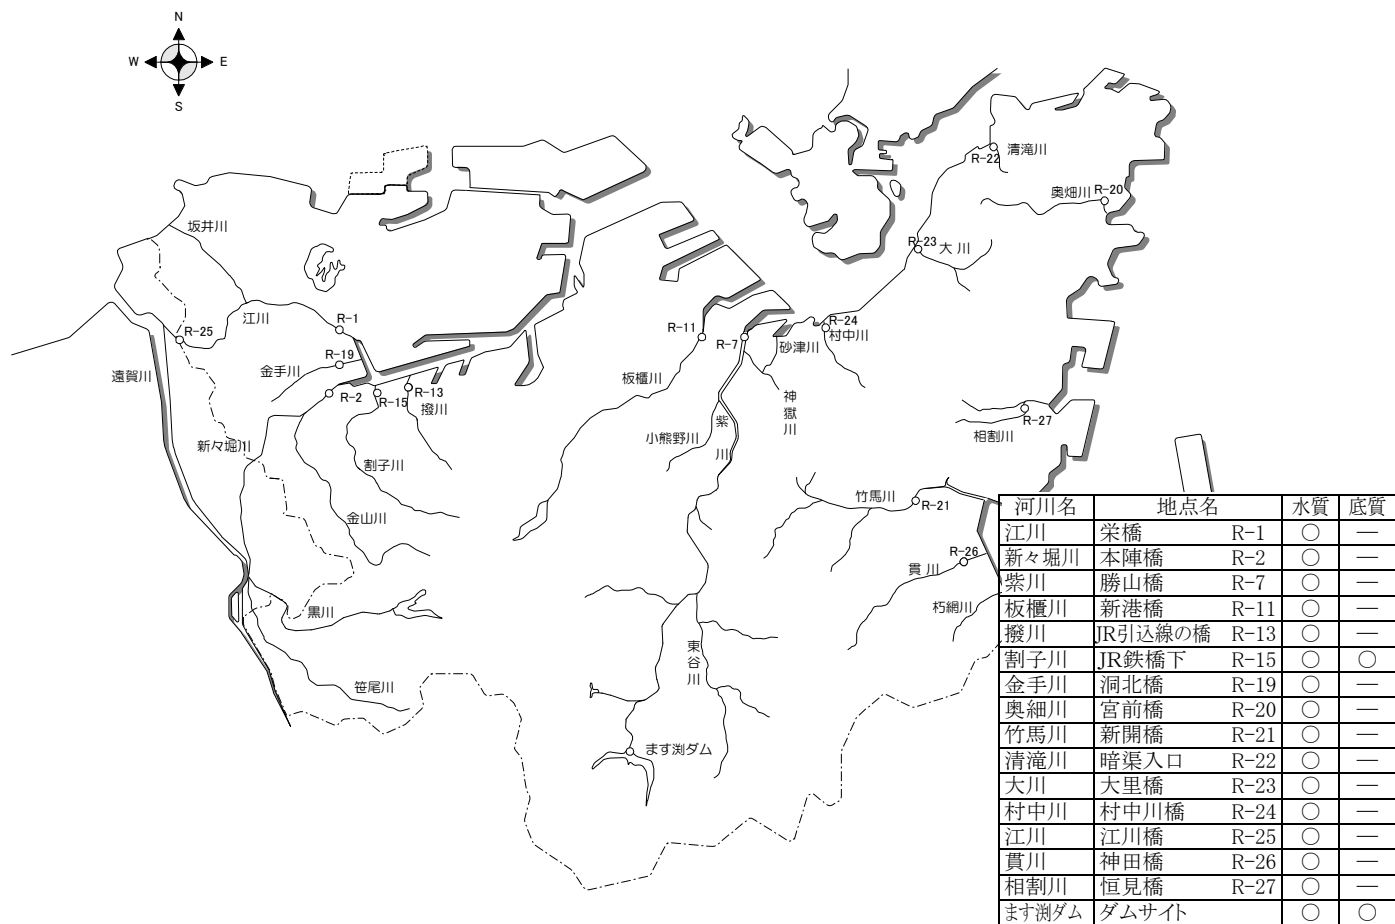 N
W E
S
坂井川
江川
R-1
R-25
R-19
金手川
遠賀川
R-2
R-15
R-13
撥川
新々堀川
割子川
金山川
黒川
笹尾川
R-11
板櫃川
R-7
砂津川
神嶽川
紫川
小熊野川
R-24
村中川
R-22
清滝川
奥畑川 R-20
R-23 大川
相割川
R-27
竹馬川
R-21
R-26
貫川
朽網川
東谷川
ます渕ダム
河川名 地点名 水質 底質
江川 栄橋 R-1 ○ ―
新々堀川 本陣橋 R-2 ○ ―
紫川 勝山橋 R-7 ○ ―
板櫃川 新港橋 R-11 ○ ―
撥川 JR引込線の橋 R-13 ○ ―
割子川 JR鉄橋下 R-15 ○ ○
金手川 洞北橋 R-19 ○ ―
奥細川 宮前橋 R-20 ○ ―
竹馬川 新開橋 R-21 ○ ―
清滝川 暗渠入口 R-22 ○ ―
大川 大里橋 R-23 ○ ―
村中川 村中川橋 R-24 ○ ―
江川 江川橋 R-25 ○ ―
貫川 神田橋 R-26 ○ ―
相割川 恒見橋 R-27 ○ ―
ます渕ダム ダムサイト ○ ○